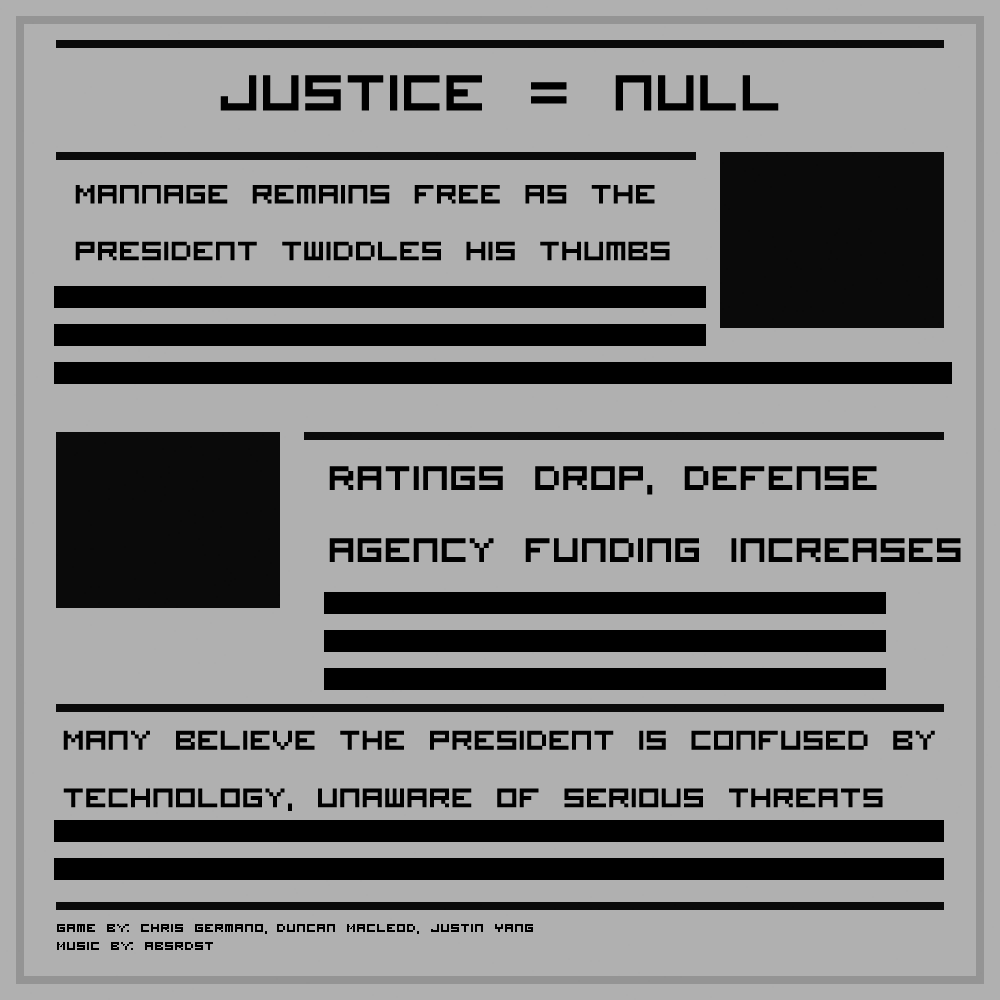 JUSTICE = NULL
MANNAGE REMAINS FREE AS THE
PRESIDENT TWIDDLES HIS THUMBS
RATINGS DROP, DEFENSE
AGENCY FUNDING INCREASES
MANY BELIEVE THE PRESIDENT IS CONFUSED BY
TECHNOLOGY, UNAWARE OF SERIOUS THREATS
GAME BY: CHRIS GERMANO, DUNCAN MACLEOD, JUSTIN YANG
MUSIC BY: ABSRDST